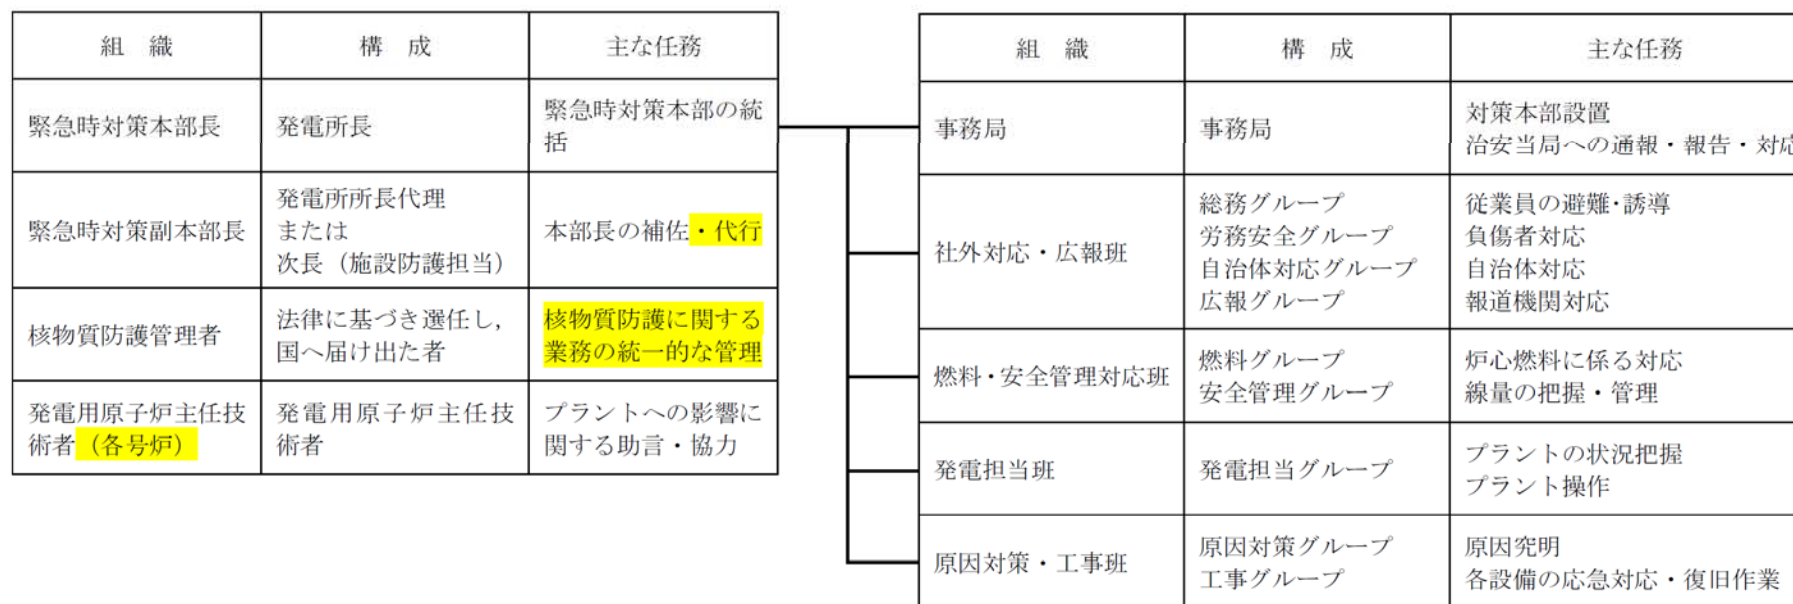 組　織　構　成　主な任務
緊急時対策本部長　発電所長　緊急時対策本部の統
括
緊急時対策副本部長　発電所所長代理
または
次長（施設防護担当）　本部長の補佐・代行
核物質防護管理者　法律に基づき選任し，
国へ届け出た者　核物質防護に関する
業務の統一的な管理
発電用原子炉主任技
術者（各号炉）　発電用原子炉主任技
術者　プラントへの影響に
関する助言・協力
組　織　構　成　主な任務
事務局　事務局　対策本部設置
治安当局への通報・報告・対応
社外対応・広報班　総務グループ　従業員の避難・誘導
労務安全グループ　負傷者対応
自治体対応グループ　自治体対応
広報グループ　報道機関対応
燃料・安全管理対応班　燃料グループ　炉心燃料に係る対応
安全管理グループ　線量の把握・管理
発電担当班　発電担当グループ　プラントの状況把握
プラント操作
原因対策・工事班　原因対策グループ　原因究明
工事グループ　各設備の応急対応・復旧作業